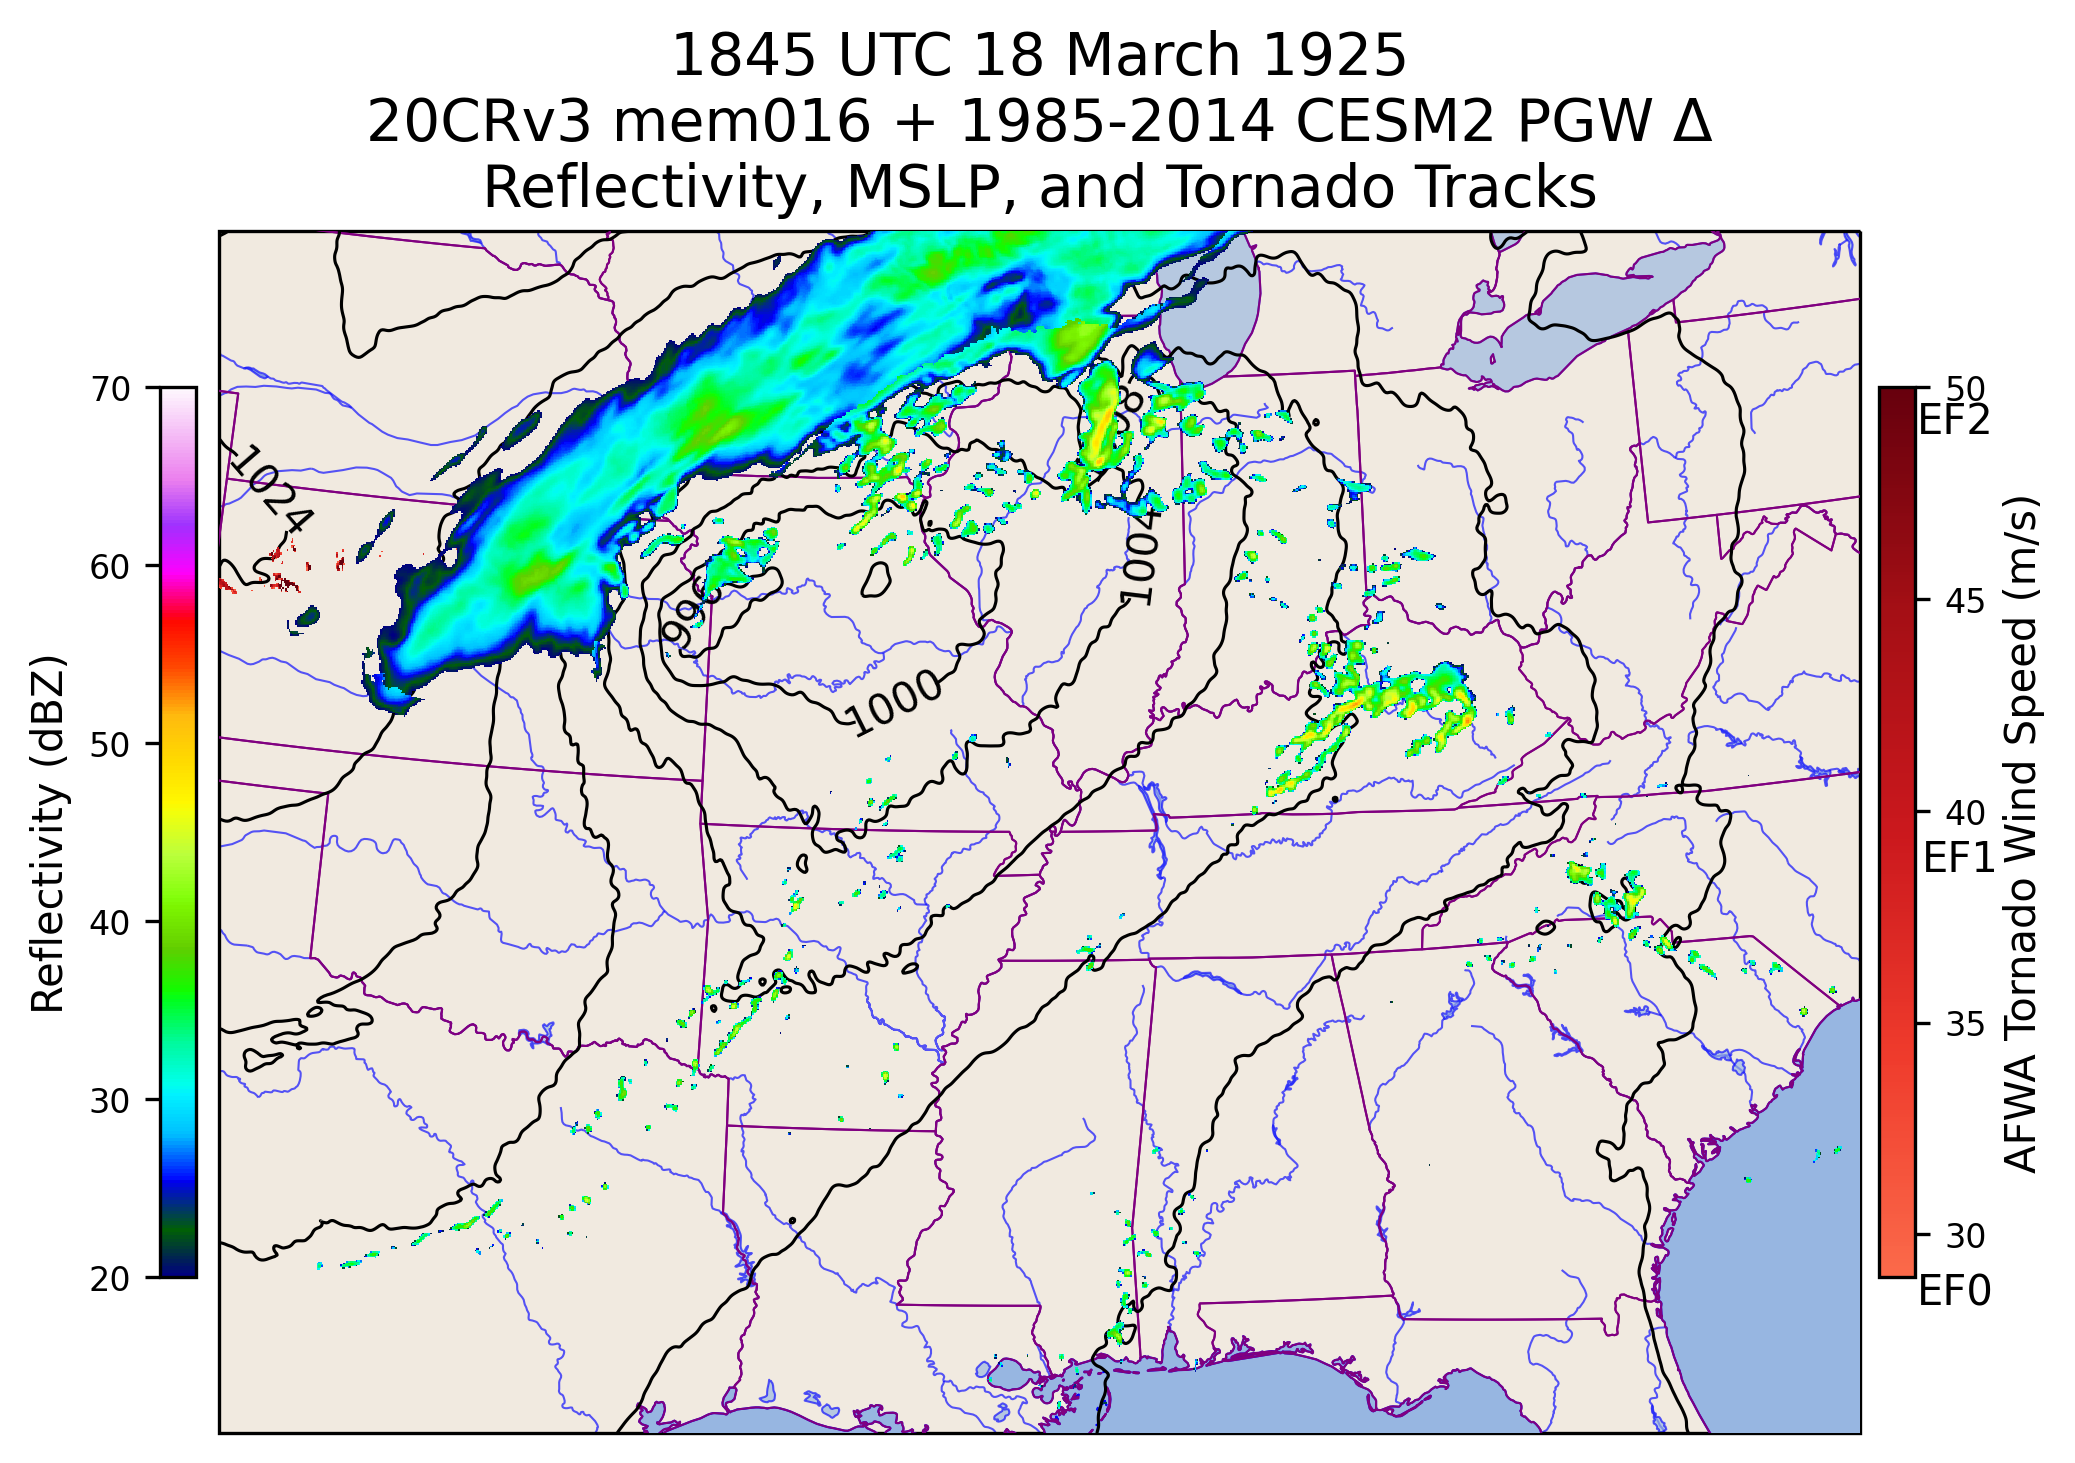 1845 UTC 18 March 1925
20CRv3 mem016 + 1985-2014 CESM2 PGW Δ
Reflectivity, MSLP, and Tornado Tracks
Reflectivity (dBZ)
70
60
50
40
30
20
1024
996
1000
1004
50
EF2
45
40
EF1
35
30
EF0
AFWA Tornado Wind Speed (m/s)